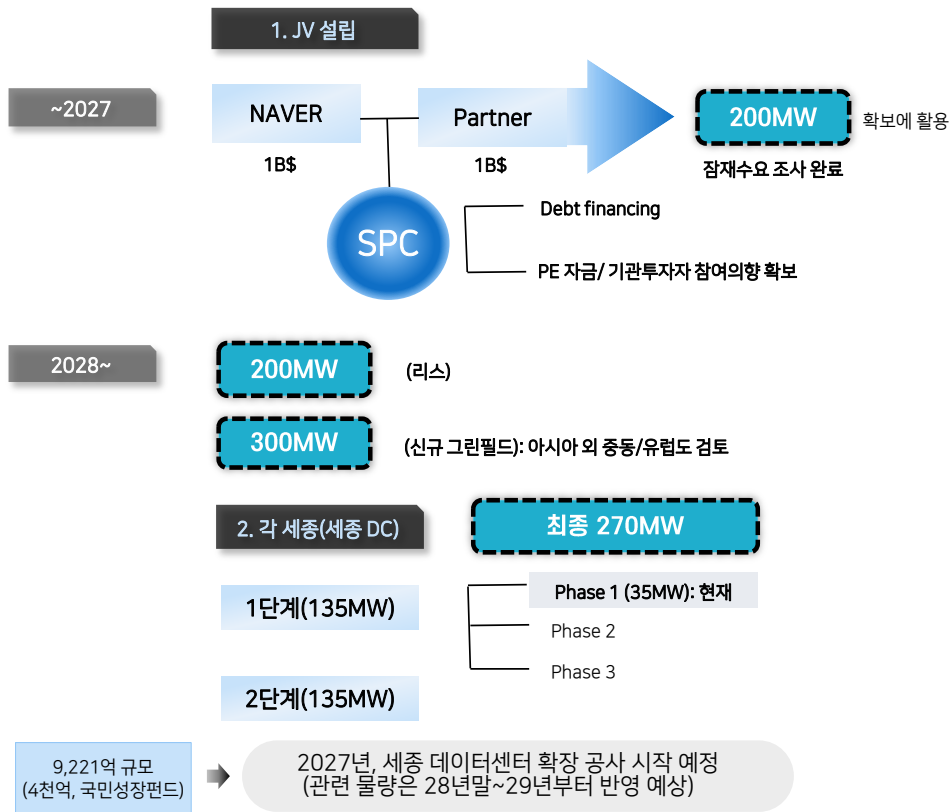 1. JV 설립
~2027
NAVER
Partner
200MW
확보에 활용
1B$
1B$
잠재수요 조사 완료
SPC
Debt financing
PE 자금/ 기관투자자 참여의향 확보
2028~
200MW
(리스)
300MW
(신규 그린필드): 아시아 외 중동/유럽도 검토
2. 각 세종(세종 DC)
최종 270MW
1단계(135MW)
Phase 1 (35MW): 현재
Phase 2
Phase 3
2단계(135MW)
9,221억 규모
(4천억, 국민성장펀드)
2027년, 세종 데이터센터 확장 공사 시작 예정
(관련 물량은 28년말~29년부터 반영 예상)